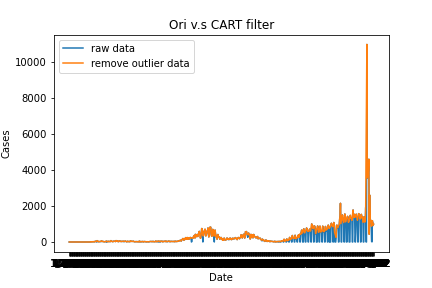 Ori v.s CART filter
raw data
remove outlier data
10000
8000
6000
4000
2000
0
Cases
Date